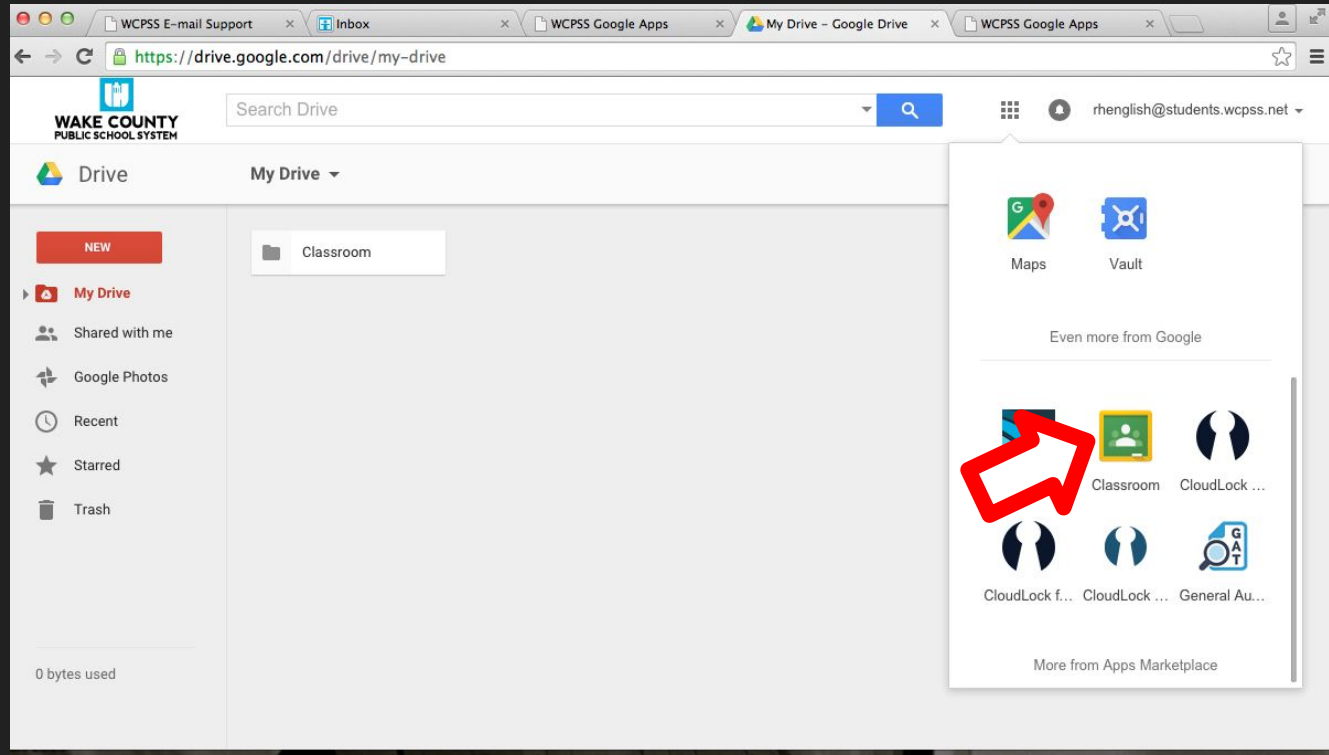 WCPSS E-mail Support
Inbox
WCPSS Google Apps
My Drive – Google Drive
WCPSS Google Apps
https://drive.google.com/drive/my-drive
WAKE COUNTY
PUBLIC SCHOOL SYSTEM
Search Drive
rhenglish@students.wcpss.net
Drive
My Drive
NEW
My Drive
Shared with me
Google Photos
Recent
Starred
Trash
0 bytes used
Classroom
G
Maps
Vault
Even more from Google
Classroom
CloudLock ...
CloudLock f...
CloudLock ...
GAT
General Au...
More from Apps Marketplace